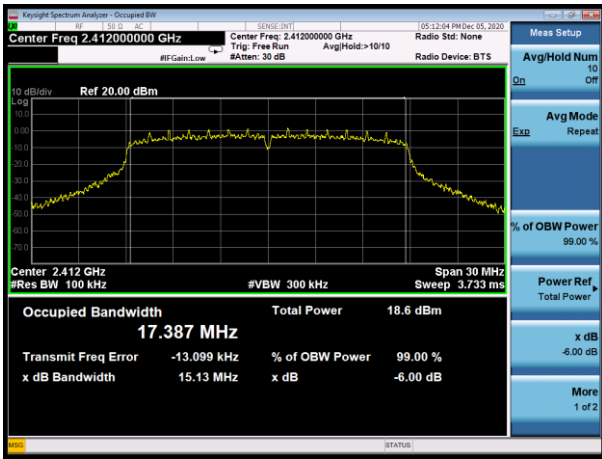 Keysight Spectrum Analyzer - Occupied BW
RF 50 Ω AC SENSE:INT 05:12:04 PM Dec 05, 2020
Center Freq 2.412000000 GHz Center Freq: 2.412000000 GHz Radio Std: None
Trig: Free Run Avg|Hold:>10/10
#IFGain:Low #Atten: 30 dB Radio Device: BTS
10 dB/div Ref 20.00 dBm
Log
10.0
0.00
-10.0
-20.0
-30.0
-40.0
-50.0
-60.0
-70.0
Center 2.412 GHz Span 30 MHz
#Res BW 100 kHz #VBW 300 kHz Sweep 3.733 ms
Occupied Bandwidth Total Power 18.6 dBm
17.387 MHz
Transmit Freq Error -13.099 kHz % of OBW Power 99.00 %
x dB Bandwidth 15.13 MHz x dB -6.00 dB
MSG STATUS
Meas Setup
Avg/Hold Num
10
On Off
Avg Mode
Exp Repeat
% of OBW Power
99.00 %
Power Ref
Total Power
x dB
-6.00 dB
More
1 of 2